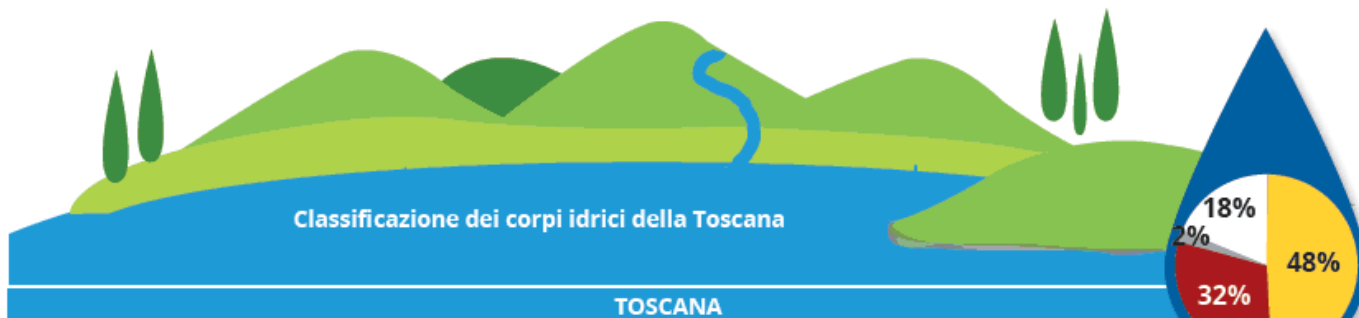 Classificazione dei corpi idrici della Toscana
18%
2%
48%
32%
TOSCANA